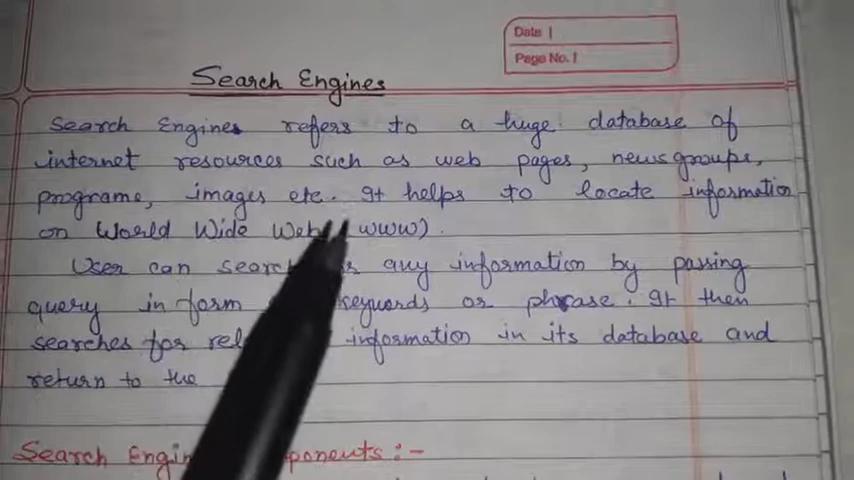 Date 1
Page No. 1
Search Engines
Search Engines refers to a huge database of
internet resources such as web pages, newsgroups,
programs, images etc. It helps to locate information
on World Wide Web (www).
User can search any information by passing
query in form keywords or phrase. It then
searches for information in its database and
return to the
Search :-